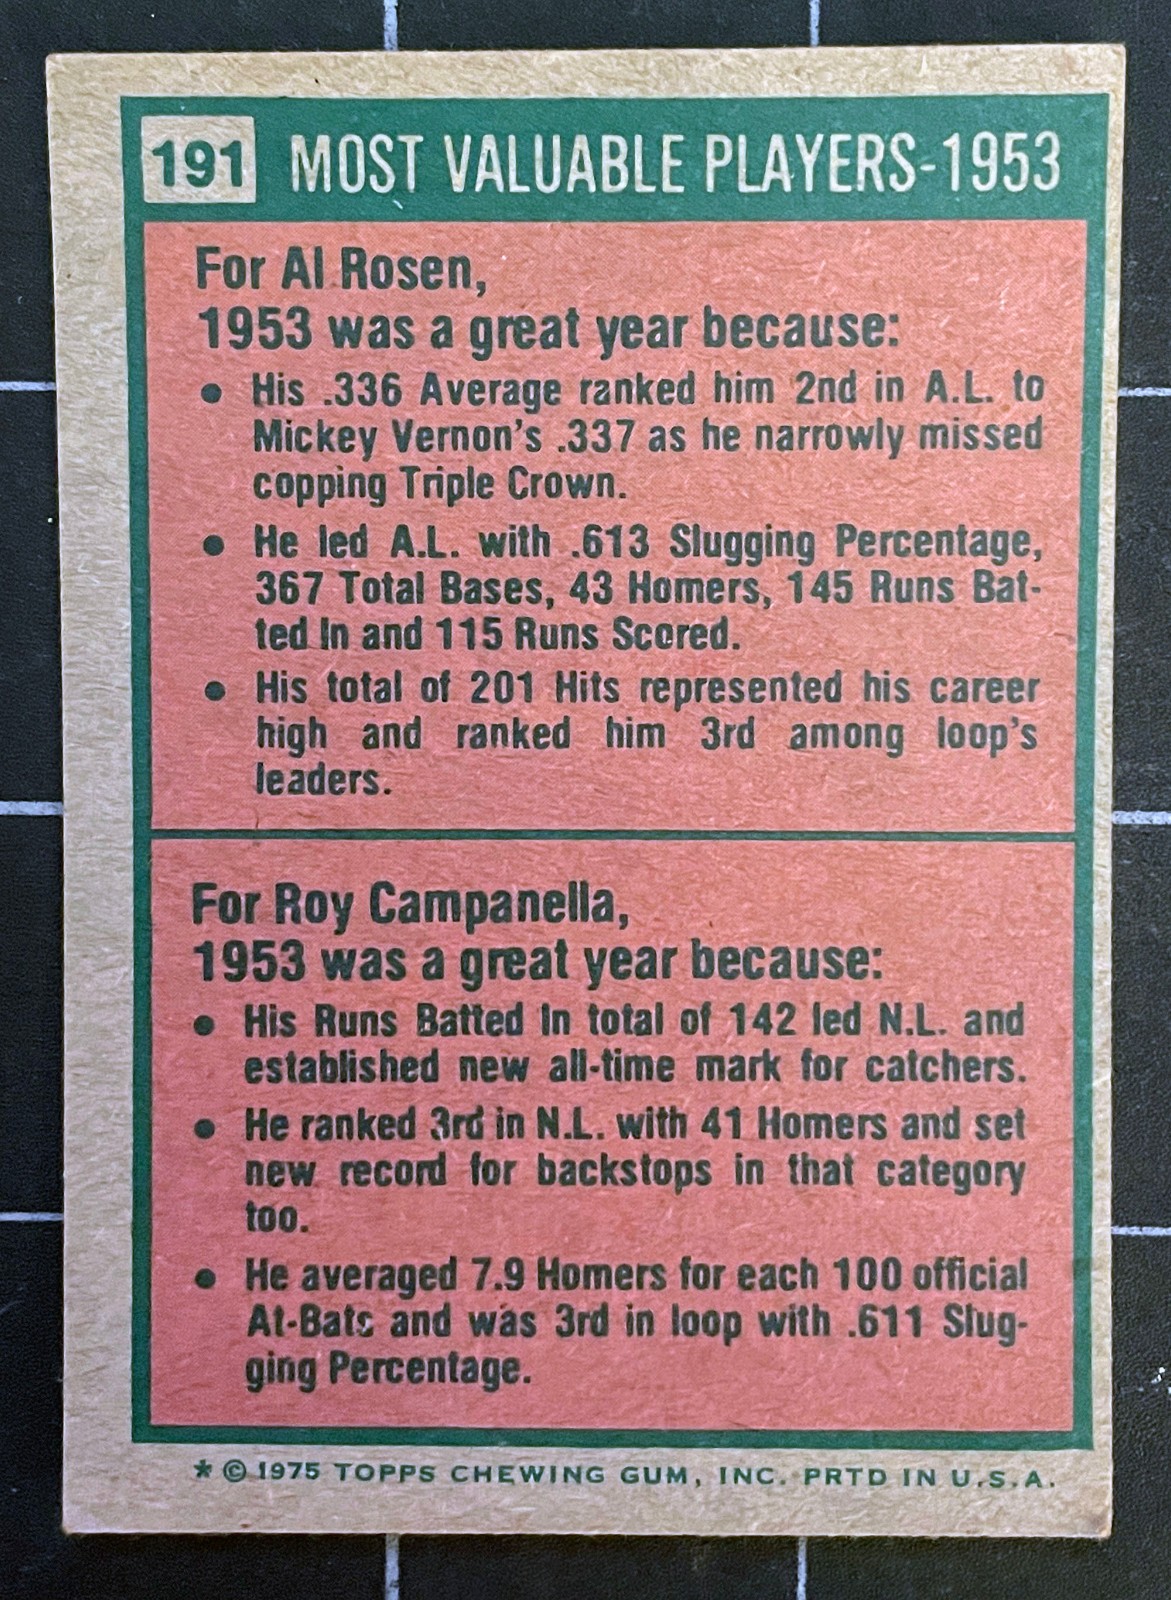 191 MOST VALUABLE PLAYERS-1953
For Al Rosen,
1953 was a great year because:
• His .336 Average ranked him 2nd in A.L. to
Mickey Vernon's .337 as he narrowly missed
copping Triple Crown.
• He led A.L. with .613 Slugging Percentage,
367 Total Bases, 43 Homers, 145 Runs Bat-
ted In and 115 Runs Scored.
• His total of 201 Hits represented his career
high and ranked him 3rd among loop's
leaders.
For Roy Campanella,
1953 was a great year because:
• His Runs Batted In total of 142 led N.L. and
established new all-time mark for catchers.
• He ranked 3rd in N.L. with 41 Homers and set
new record for backstops in that category
too.
• He averaged 7.9 Homers for each 100 official
At-Bats and was 3rd in loop with .611 Slug-
ging Percentage.
* © 1975 TOPPS CHEWING GUM, INC. PRTD IN U.S.A.